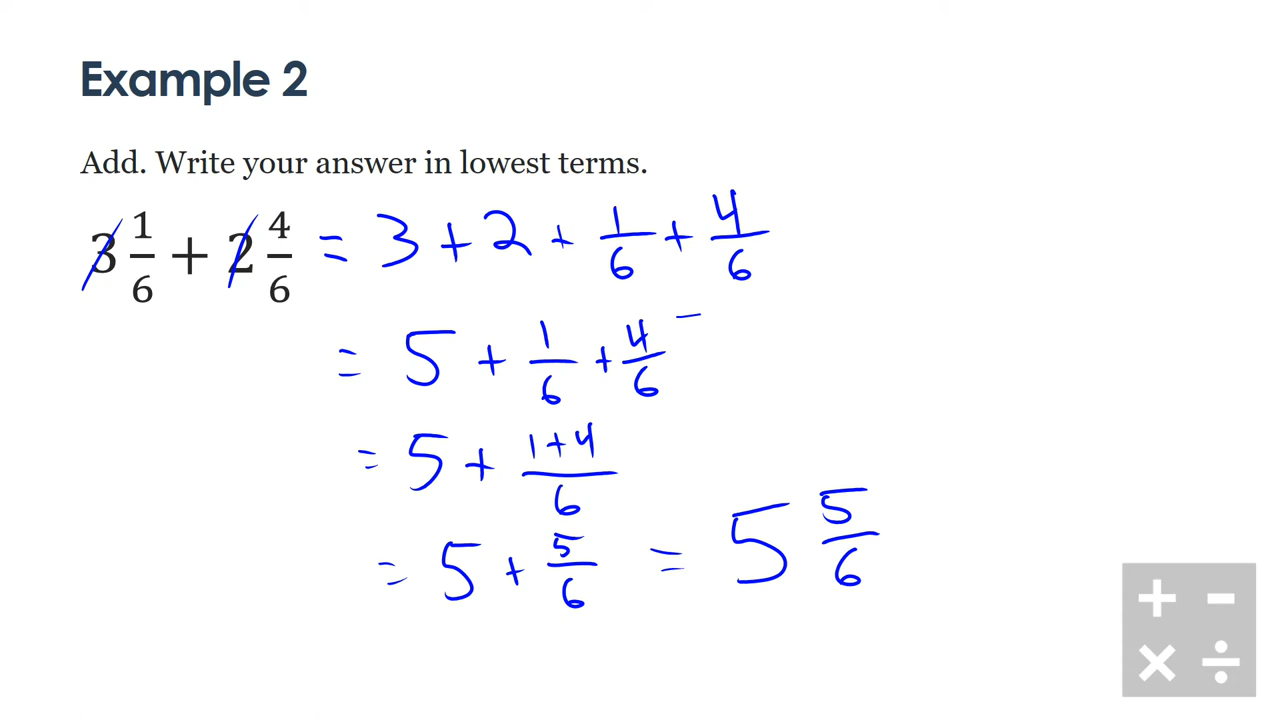 Example 2
Add. Write your answer in lowest terms.
3 1/6 + 2 4/6 = 3 + 2 + 1/6 + 4/6
= 5 + 1/6 + 4/6 –
= 5 + (1+4)/6
= 5 + 5/6 = 5 5/6
+ −
× ÷